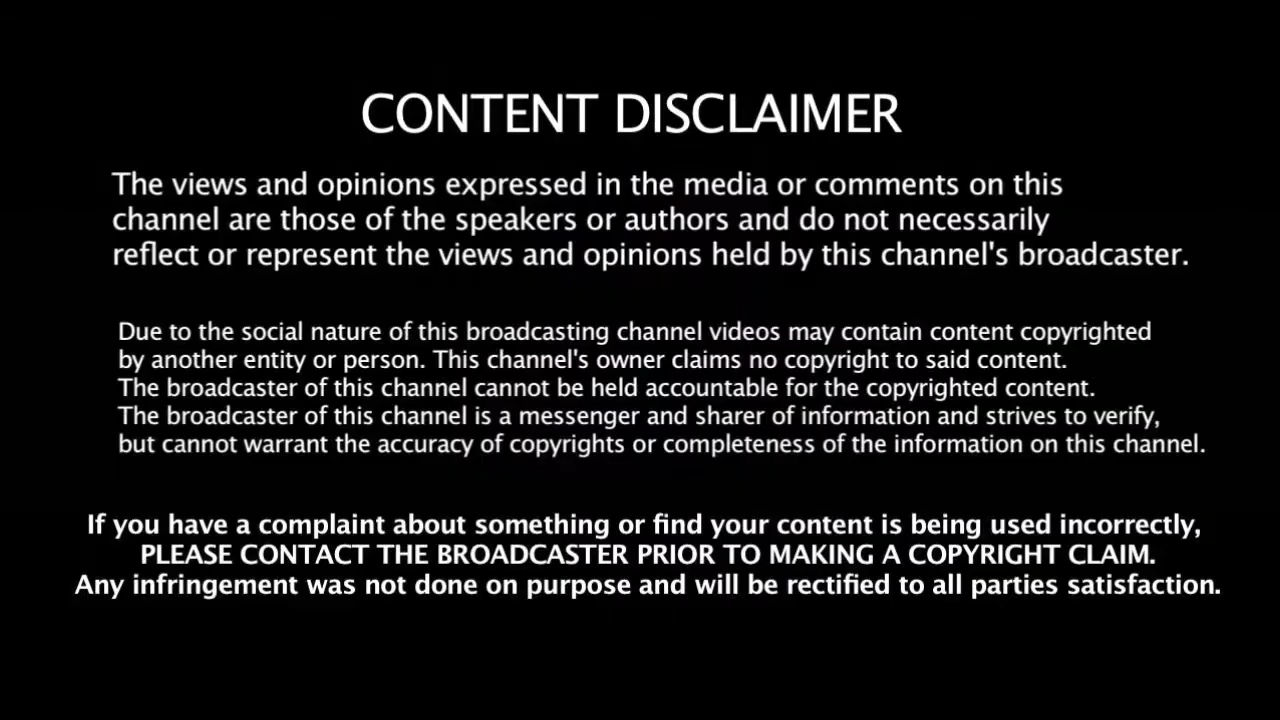 CONTENT DISCLAIMER
The views and opinions expressed in the media or comments on this
channel are those of the speakers or authors and do not necessarily
reflect or represent the views and opinions held by this channel's broadcaster.
Due to the social nature of this broadcasting channel videos may contain content copyrighted
by another entity or person. This channel's owner claims no copyright to said content.
The broadcaster of this channel cannot be held accountable for the copyrighted content.
The broadcaster of this channel is a messenger and sharer of information and strives to verify,
but cannot warrant the accuracy of copyrights or completeness of the information on this channel.
If you have a complaint about something or find your content is being used incorrectly,
PLEASE CONTACT THE BROADCASTER PRIOR TO MAKING A COPYRIGHT CLAIM.
Any infringement was not done on purpose and will be rectified to all parties satisfaction.